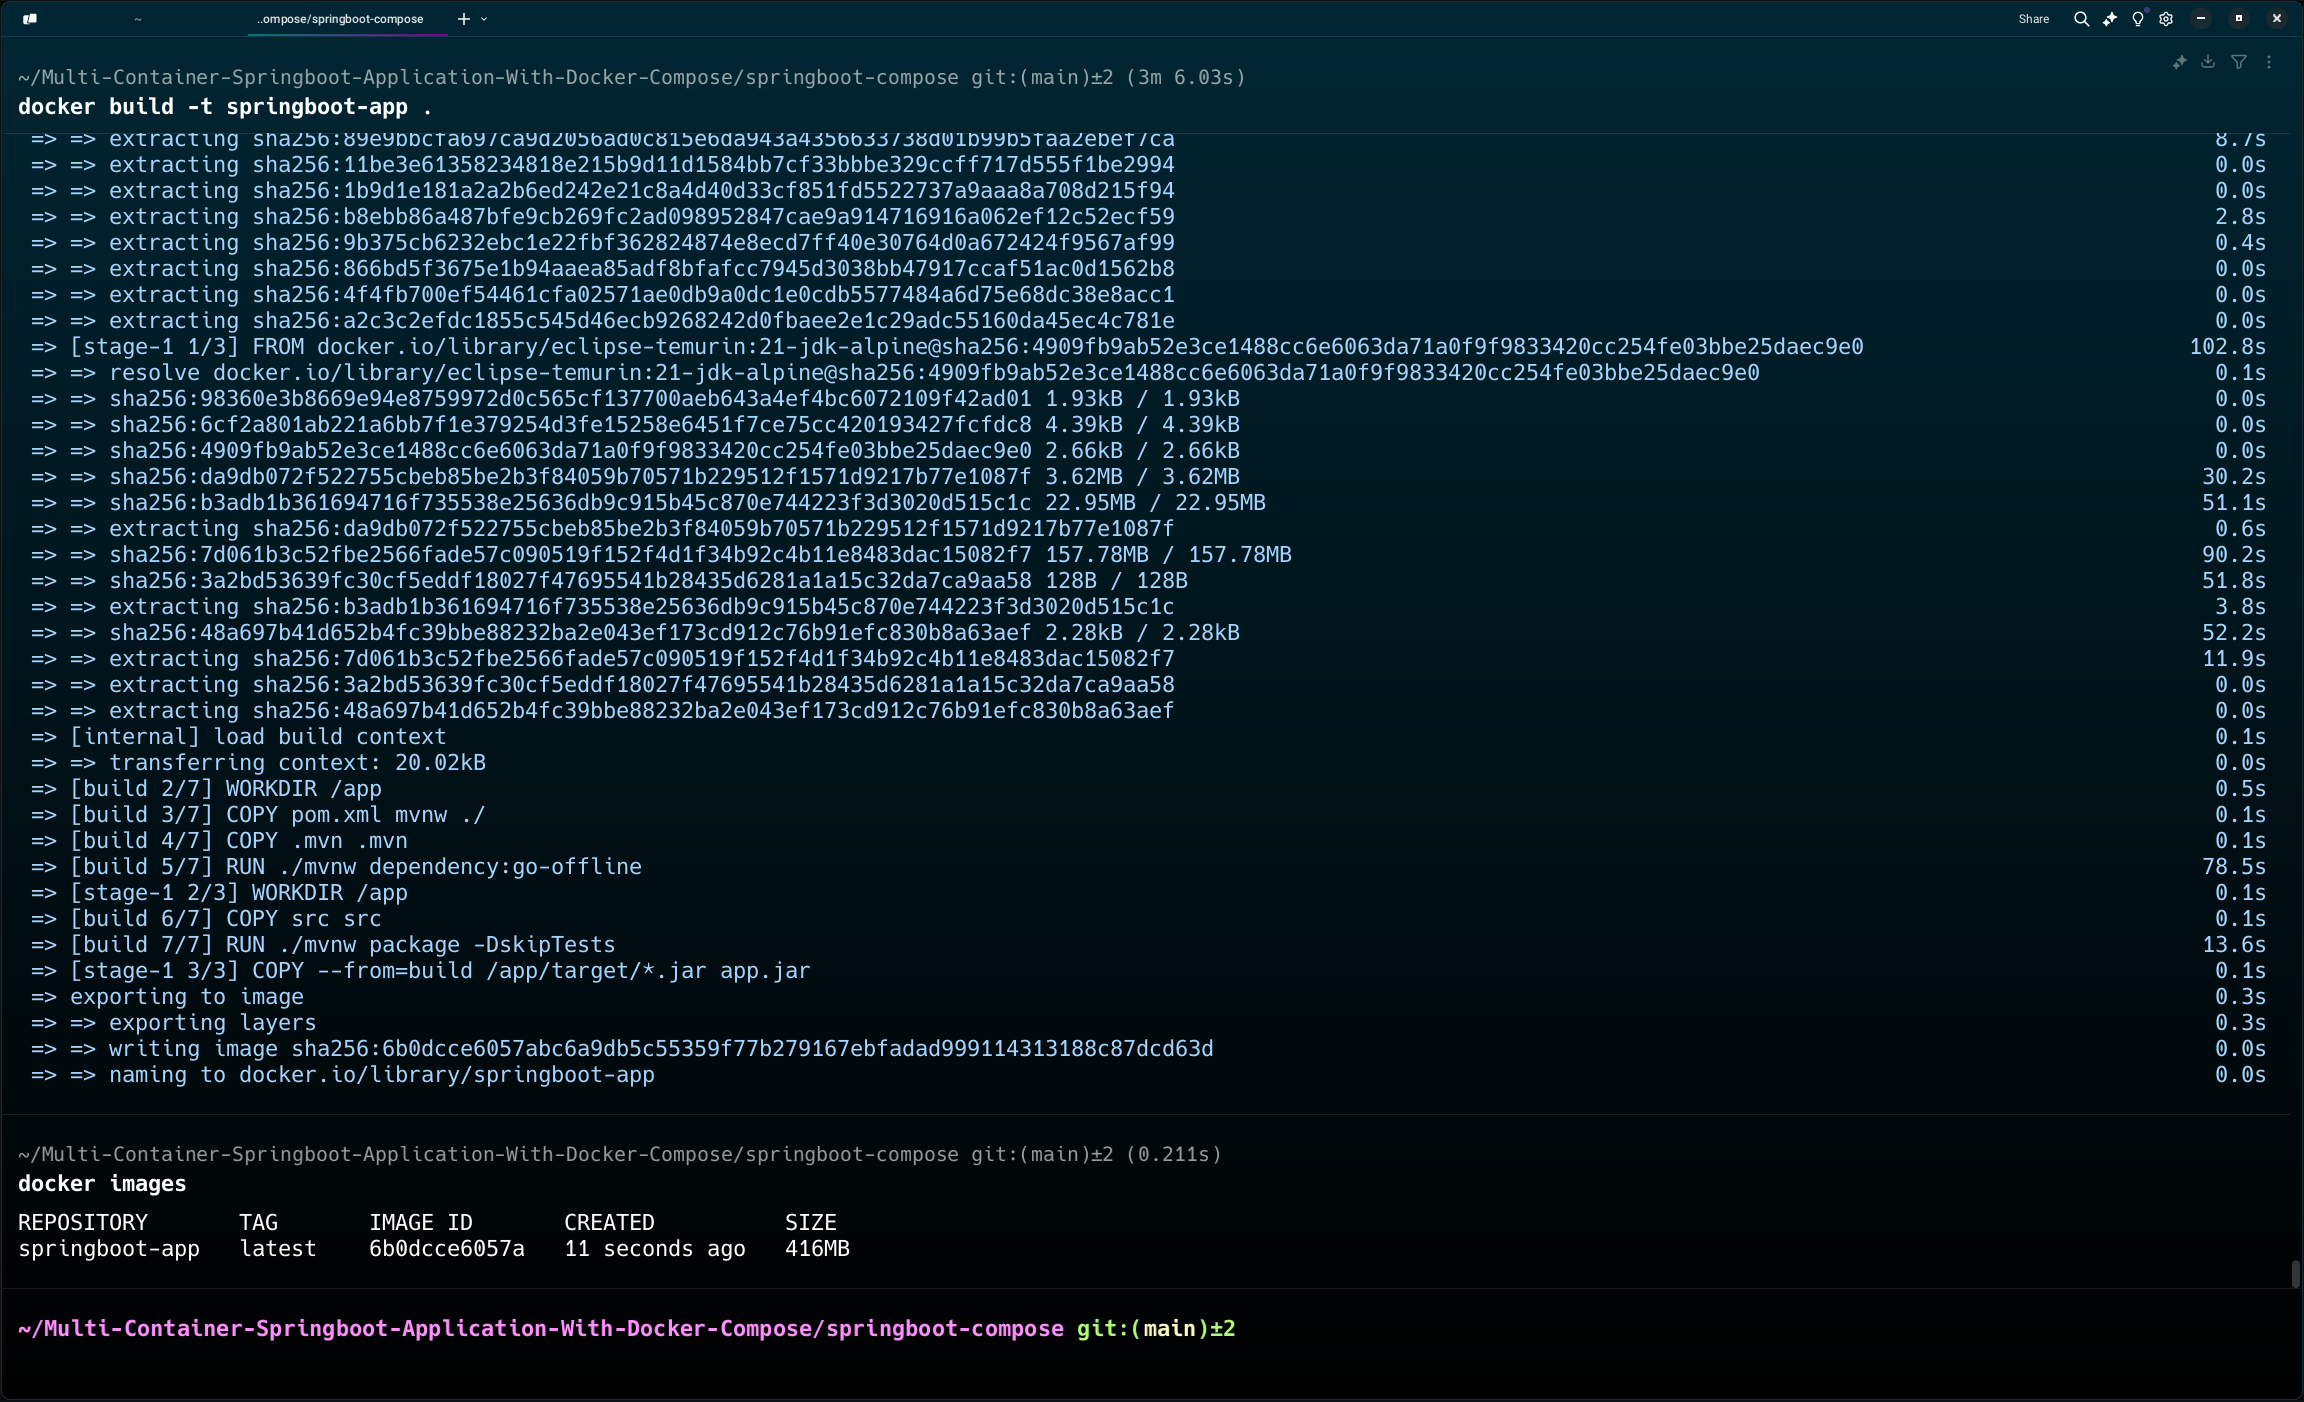 ~ ..ompose/springboot-compose + Share
~/Multi-Container-Springboot-Application-With-Docker-Compose/springboot-compose git:(main)±2 (3m 6.03s)
docker build -t springboot-app .
=> => extracting sha256:89e9bbcfa697ca9d2056ad0c815e6da943a4356633738d01b99b5faa2ebef7ca 8.7s
=> => extracting sha256:11be3e61358234818e215b9d11d1584bb7cf33bbbe329ccff717d555f1be2994 0.0s
=> => extracting sha256:1b9d1e181a2a2b6ed242e21c8a4d40d33cf851fd5522737a9aaa8a708d215f94 0.0s
=> => extracting sha256:b8ebb86a487bfe9cb269fc2ad098952847cae9a914716916a062ef12c52ecf59 2.8s
=> => extracting sha256:9b375cb6232ebc1e22fbf362824874e8ecd7ff40e30764d0a672424f9567af99 0.4s
=> => extracting sha256:866bd5f3675e1b94aaea85adf8bfafcc7945d3038bb47917ccaf51ac0d1562b8 0.0s
=> => extracting sha256:4f4fb700ef54461cfa02571ae0db9a0dc1e0cdb5577484a6d75e68dc38e8acc1 0.0s
=> => extracting sha256:a2c3c2efdc1855c545d46ecb9268242d0fbaee2e1c29adc55160da45ec4c781e 0.0s
=> [stage-1 1/3] FROM docker.io/library/eclipse-temurin:21-jdk-alpine@sha256:4909fb9ab52e3ce1488cc6e6063da71a0f9f9833420cc254fe03bbe25daec9e0 102.8s
=> => resolve docker.io/library/eclipse-temurin:21-jdk-alpine@sha256:4909fb9ab52e3ce1488cc6e6063da71a0f9f9833420cc254fe03bbe25daec9e0 0.1s
=> => sha256:98360e3b8669e94e8759972d0c565cf137700aeb643a4ef4bc6072109f42ad01 1.93kB / 1.93kB 0.0s
=> => sha256:6cf2a801ab221a6bb7f1e379254d3fe15258e6451f7ce75cc420193427fcfdc8 4.39kB / 4.39kB 0.0s
=> => sha256:4909fb9ab52e3ce1488cc6e6063da71a0f9f9833420cc254fe03bbe25daec9e0 2.66kB / 2.66kB 0.0s
=> => sha256:da9db072f522755cbeb85be2b3f84059b70571b229512f1571d9217b77e1087f 3.62MB / 3.62MB 30.2s
=> => sha256:b3adb1b361694716f735538e25636db9c915b45c870e744223f3d3020d515c1c 22.95MB / 22.95MB 51.1s
=> => extracting sha256:da9db072f522755cbeb85be2b3f84059b70571b229512f1571d9217b77e1087f 0.6s
=> => sha256:7d061b3c52fbe2566fade57c090519f152f4d1f34b92c4b11e8483dac15082f7 157.78MB / 157.78MB 90.2s
=> => sha256:3a2bd53639fc30cf5eddf18027f47695541b28435d6281a1a15c32da7ca9aa58 128B / 128B 51.8s
=> => extracting sha256:b3adb1b361694716f735538e25636db9c915b45c870e744223f3d3020d515c1c 3.8s
=> => sha256:48a697b41d652b4fc39bbe88232ba2e043ef173cd912c76b91efc830b8a63aef 2.28kB / 2.28kB 52.2s
=> => extracting sha256:7d061b3c52fbe2566fade57c090519f152f4d1f34b92c4b11e8483dac15082f7 11.9s
=> => extracting sha256:3a2bd53639fc30cf5eddf18027f47695541b28435d6281a1a15c32da7ca9aa58 0.0s
=> => extracting sha256:48a697b41d652b4fc39bbe88232ba2e043ef173cd912c76b91efc830b8a63aef 0.0s
=> [internal] load build context 0.1s
=> => transferring context: 20.02kB 0.0s
=> [build 2/7] WORKDIR /app 0.5s
=> [build 3/7] COPY pom.xml mvnw ./ 0.1s
=> [build 4/7] COPY .mvn .mvn 0.1s
=> [build 5/7] RUN ./mvnw dependency:go-offline 78.5s
=> [stage-1 2/3] WORKDIR /app 0.1s
=> [build 6/7] COPY src src 0.1s
=> [build 7/7] RUN ./mvnw package -DskipTests 13.6s
=> [stage-1 3/3] COPY --from=build /app/target/*.jar app.jar 0.1s
=> exporting to image 0.3s
=> => exporting layers 0.3s
=> => writing image sha256:6b0dcce6057abc6a9db5c55359f77b279167ebfadad999114313188c87dcd63d 0.0s
=> => naming to docker.io/library/springboot-app 0.0s
~/Multi-Container-Springboot-Application-With-Docker-Compose/springboot-compose git:(main)±2 (0.211s)
docker images
REPOSITORY TAG IMAGE ID CREATED SIZE
springboot-app latest 6b0dcce6057a 11 seconds ago 416MB
~/Multi-Container-Springboot-Application-With-Docker-Compose/springboot-compose git:(main)±2